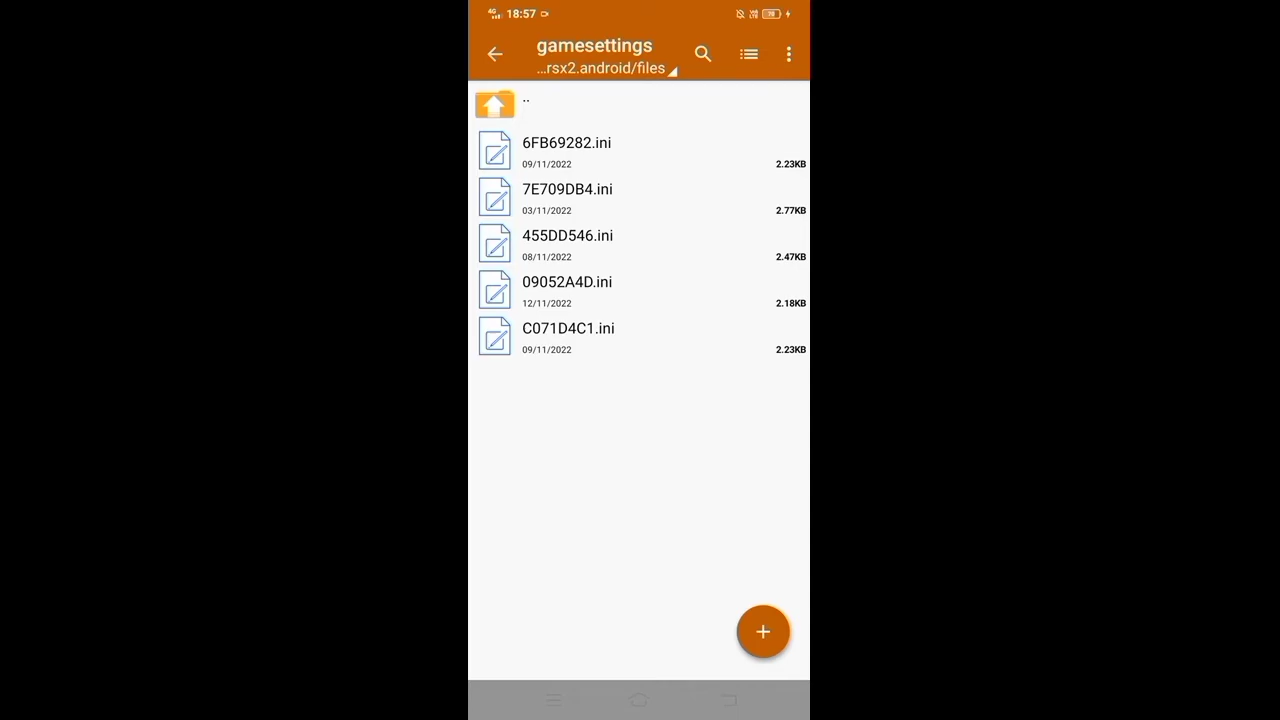 4G 18:57
gamesettings
...rsx2.android/files
..
6FB69282.ini
09/11/2022 2.23KB
7E709DB4.ini
03/11/2022 2.77KB
455DD546.ini
08/11/2022 2.47KB
09052A4D.ini
12/11/2022 2.18KB
C071D4C1.ini
09/11/2022 2.23KB